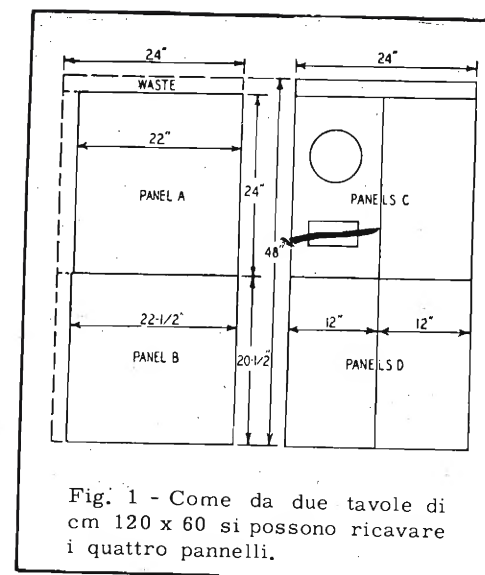 24"
24"
WASTE
22"
PANEL A
24"
PANELS C
48"
22-1/2"
12"
12"
PANEL B
20-1/2"
PANELS D
Fig. 1 - Come da due tavole di
cm 120 x 60 si possono ricavare
i quattro pannelli.